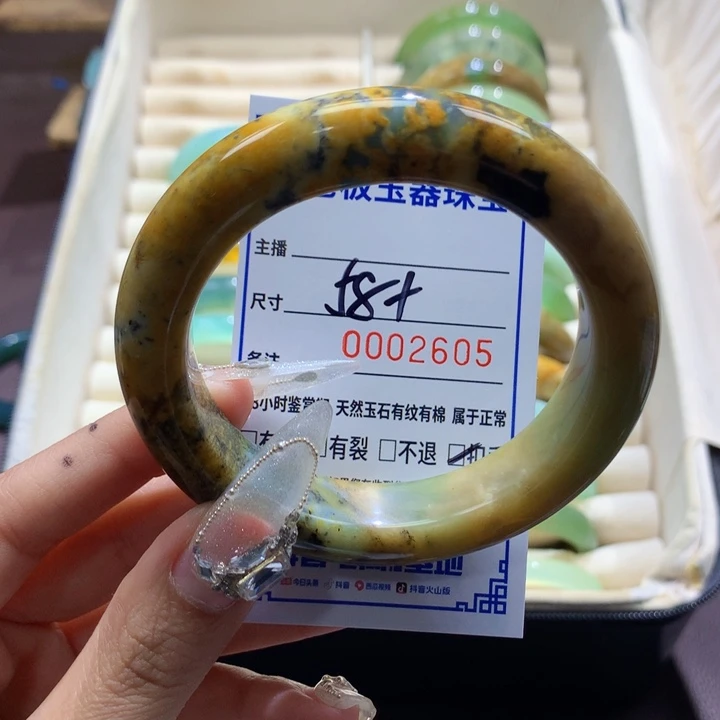 玉器珠宝
主播
尺寸 58+
0002605
备注
小时鉴赏期 天然玉石有纹有棉 属于正常
有裂 □不退
今日头条 抖音 西瓜视频 抖音火山版